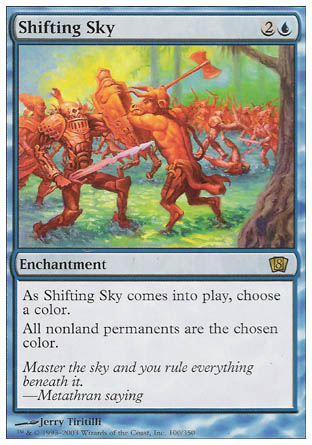 Shifting Sky 2
Enchantment 8
As Shifting Sky comes into play, choose
a color.
All nonland permanents are the chosen
color.
Master the sky and you rule everything
beneath it.
—Metathran saying
Jerry Tiritilli
™ & © 1993–2003 Wizards of the Coast, Inc. 100/350